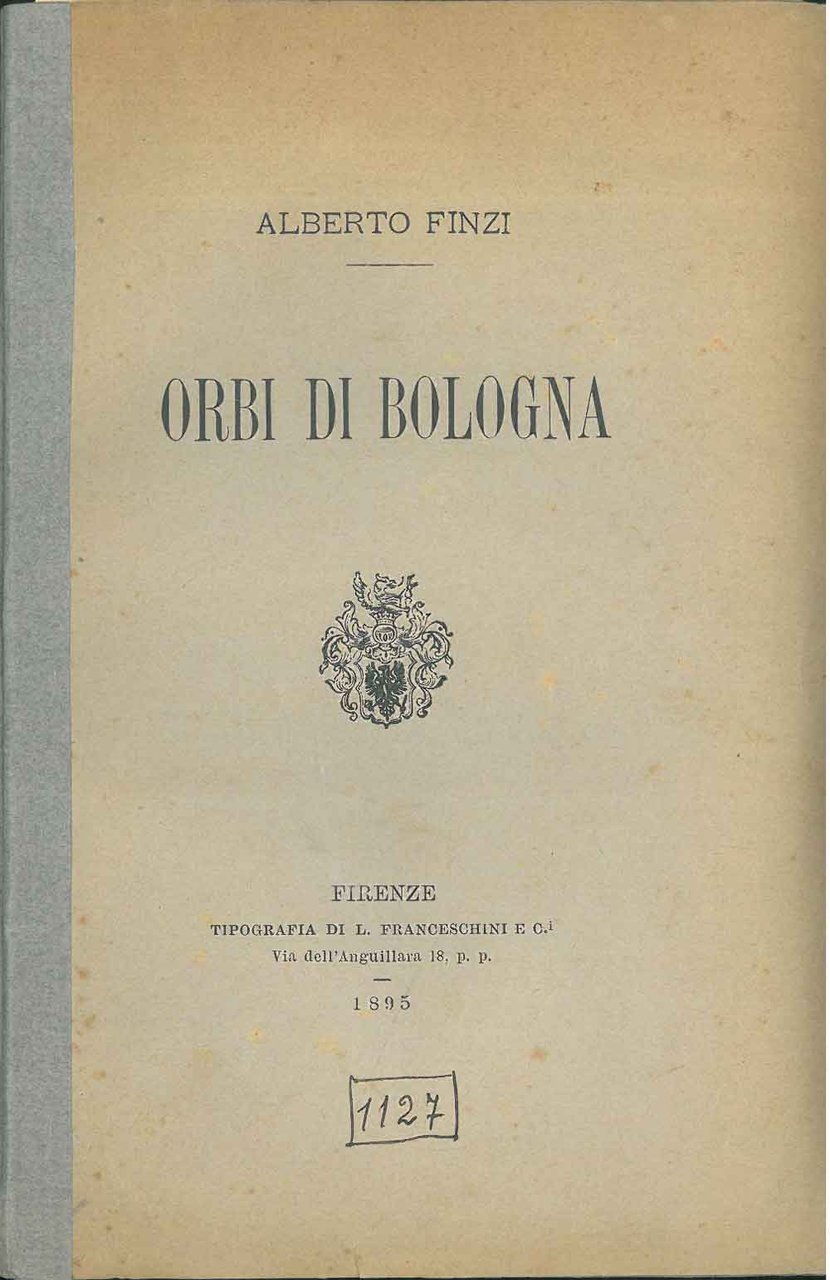 ALBERTO FINZI
ORBI DI BOLOGNA
FIRENZE
TIPOGRAFIA DI L. FRANCESCHINI E C.i
Via dell'Anguillara 18, p. p.
1895
1127